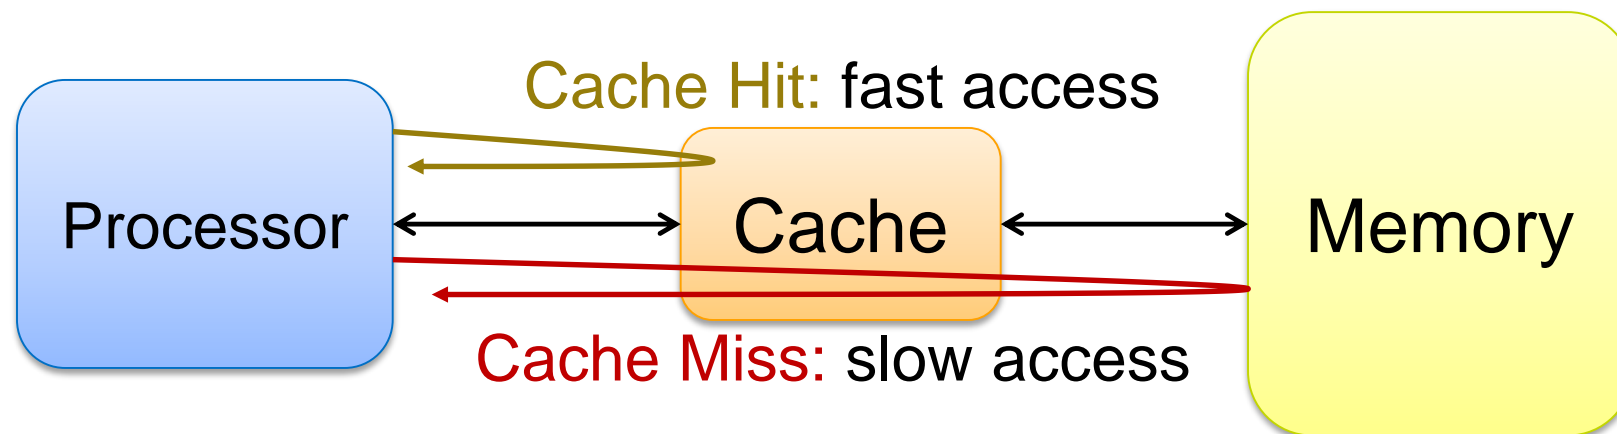 Cache Hit: fast access
Processor
Cache
Memory
Cache Miss: slow access